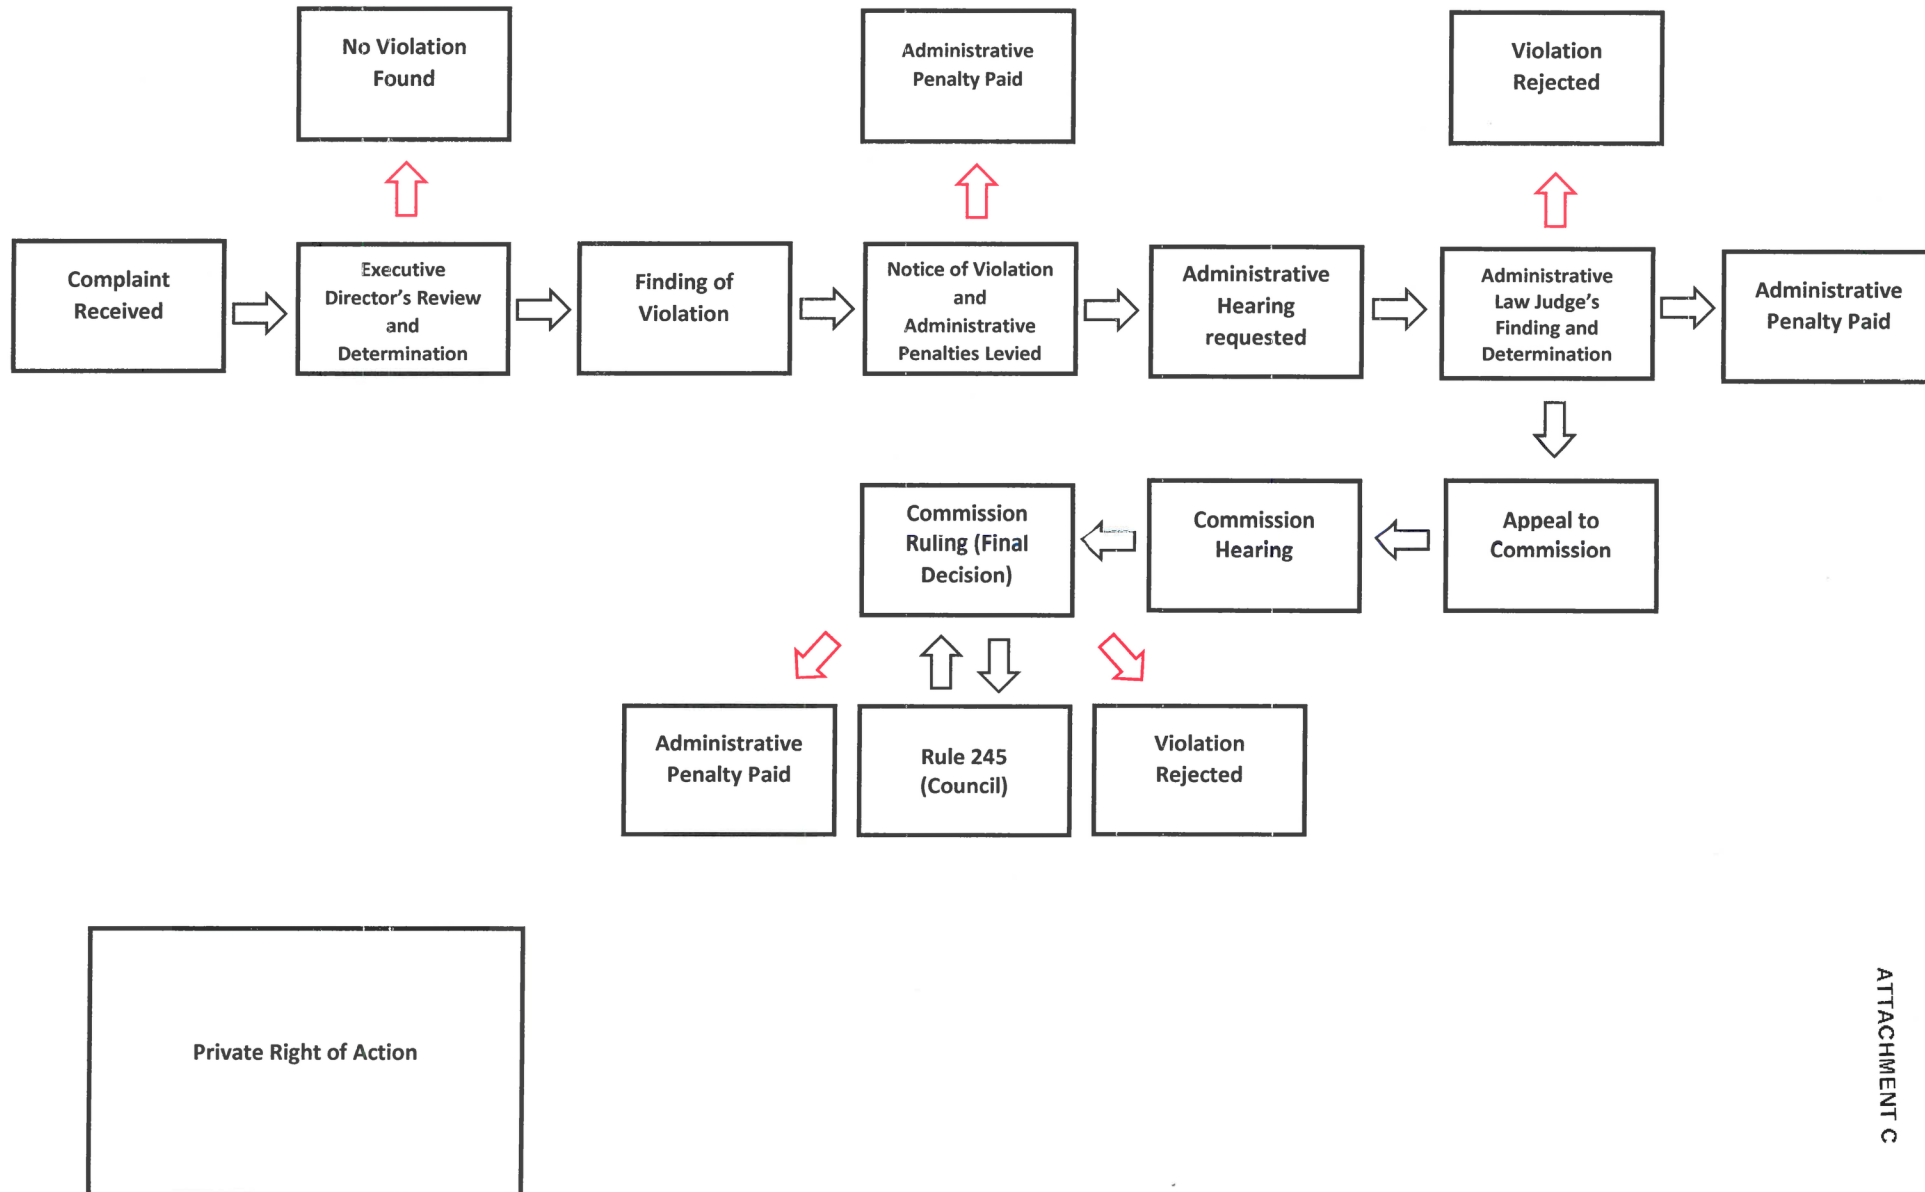 No Violation
Found
Administrative
Penalty Paid
Violation
Rejected
Complaint
Received
Executive
Director’s Review
and
Determination
Finding of
Violation
Notice of Violation
and
Administrative
Penalties Levied
Administrative
Hearing
requested
Administrative
Law Judge’s
Finding and
Determination
Administrative
Penalty Paid
Commission
Ruling (Final
Decision)
Commission
Hearing
Appeal to
Commission
Administrative
Penalty Paid
Rule 245
(Council)
Violation
Rejected
Private Right of Action
ATTACHMENT C